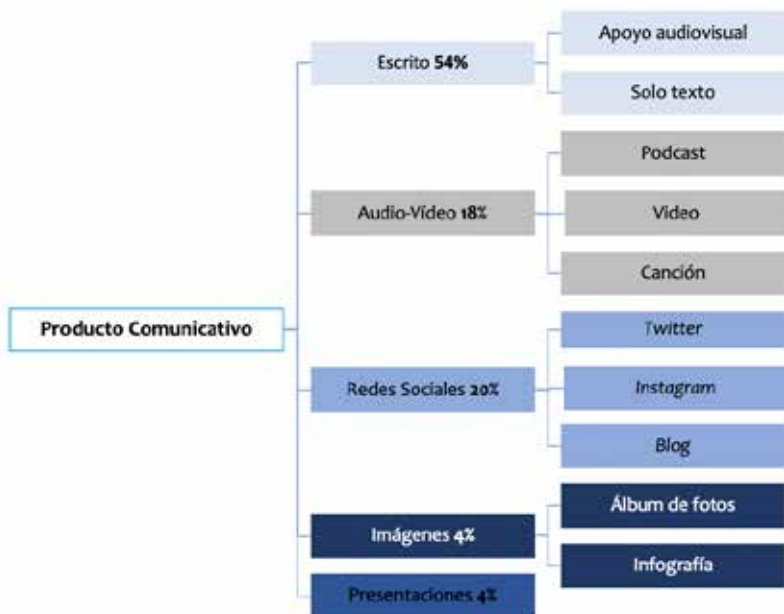 Producto Comunicativo
Escrito 54%
Apoyo audiovisual
Solo texto
Audio-Vídeo 18%
Podcast
Video
Canción
Redes Sociales 20%
Twitter
Instagram
Blog
Imágenes 4%
Álbum de fotos
Infografía
Presentaciones 4%